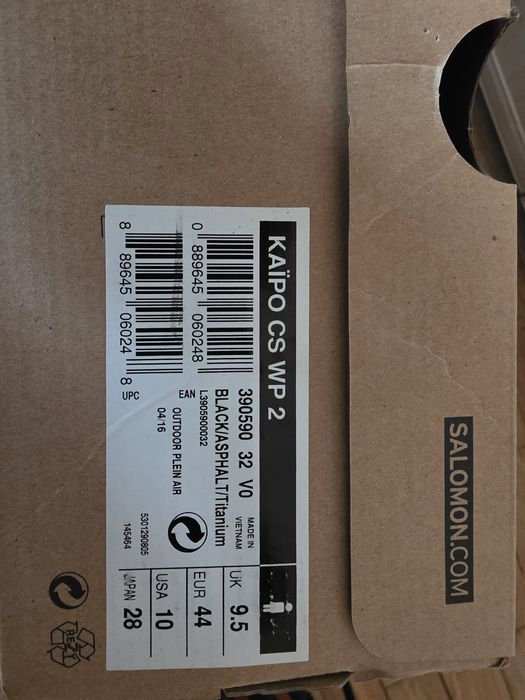 SALOMON.COM
KAÏPO CS WP 2
390590 32 V0
MADE IN
VIETNAM
BLACK/ASPHALT/Titanium
L3905900032
EAN
0 889645 060248
OUTDOOR PLEIN AIR
04/16
8 89645 06024 8
UPC
5301290805
145464
UK 9.5
EUR 44
USA 10
JAPAN 28